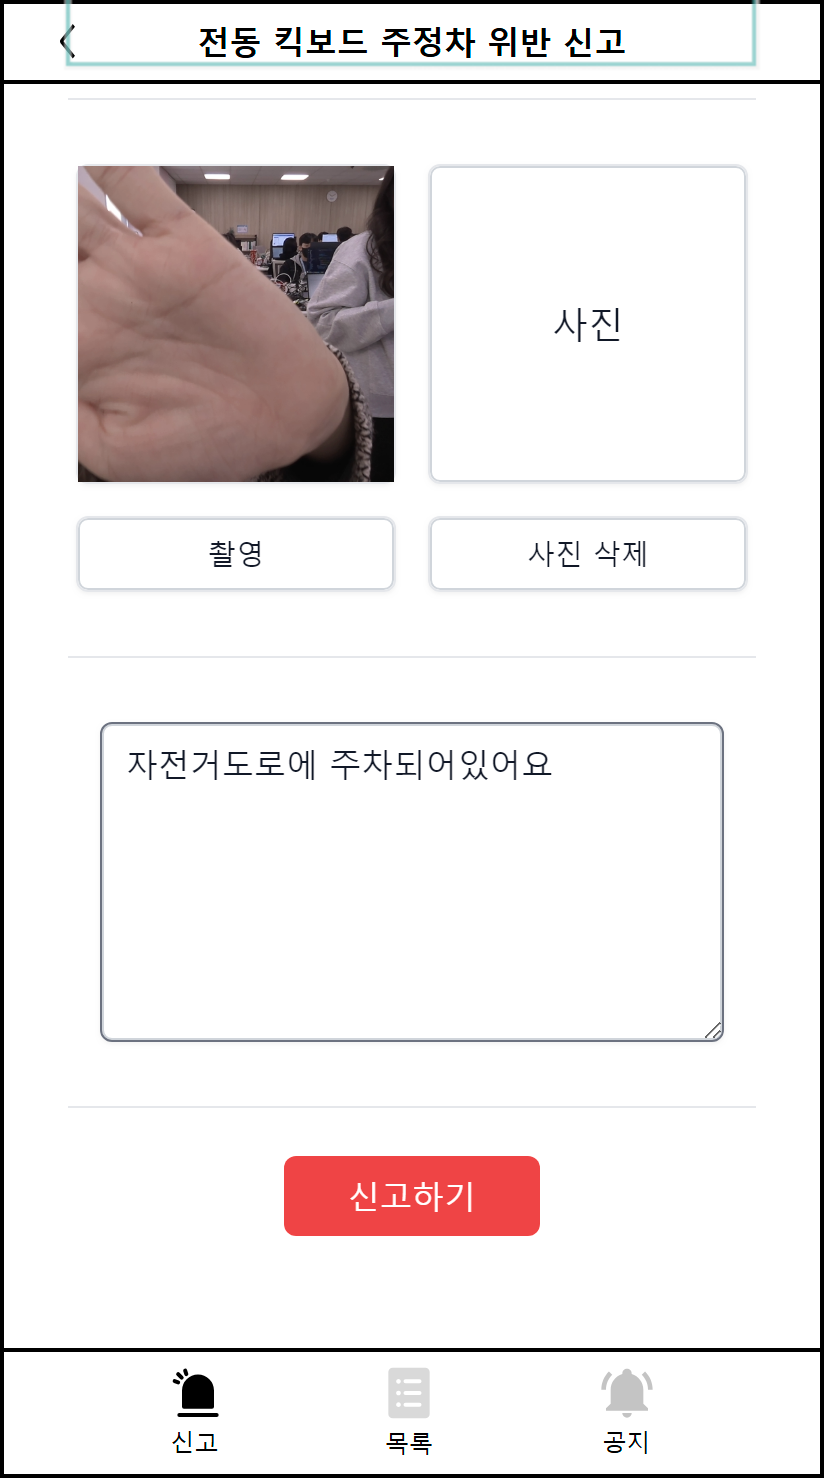 전동 킥보드 주정차 위반 신고
사진
촬영
사진 삭제
자전거도로에 주차되어있어요
신고하기
신고
목록
공지